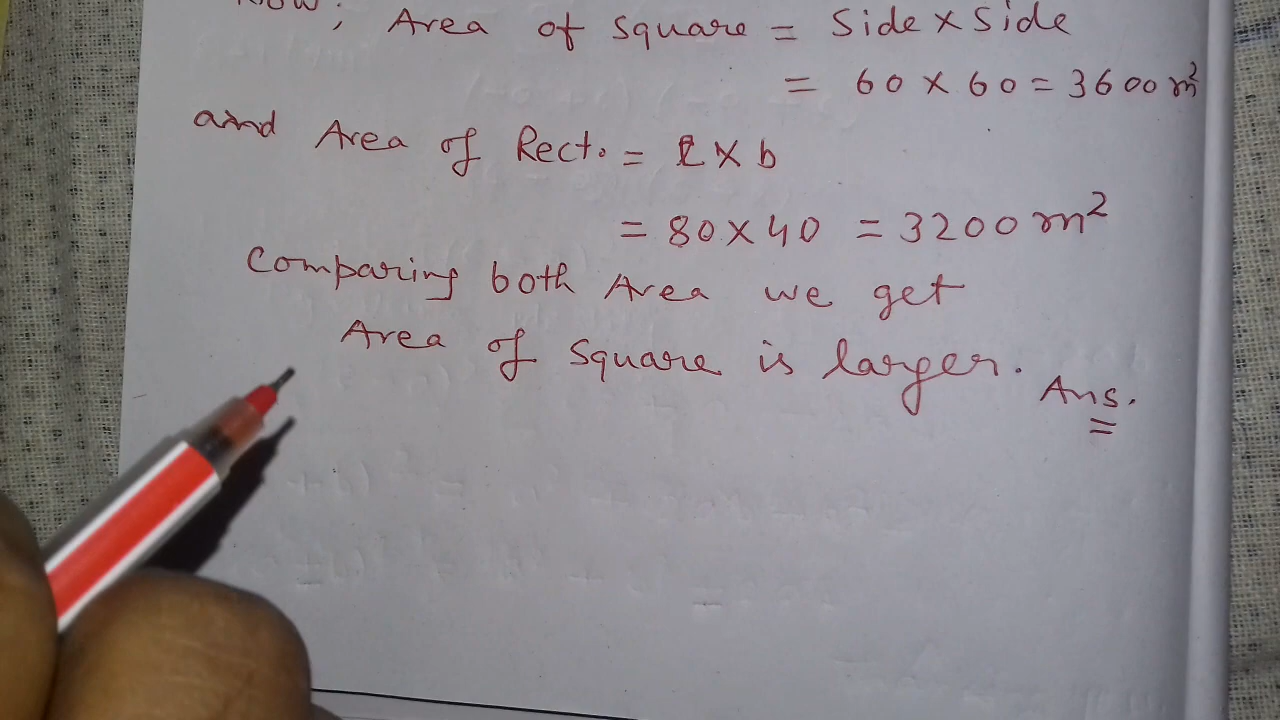 Now; Area of square = Side × Side
= 60 × 60 = 3600 m²
and Area of Rect. = l × b
= 80 × 40 = 3200 m²
Comparing both Area we get
Area of square is larger.
Ans.